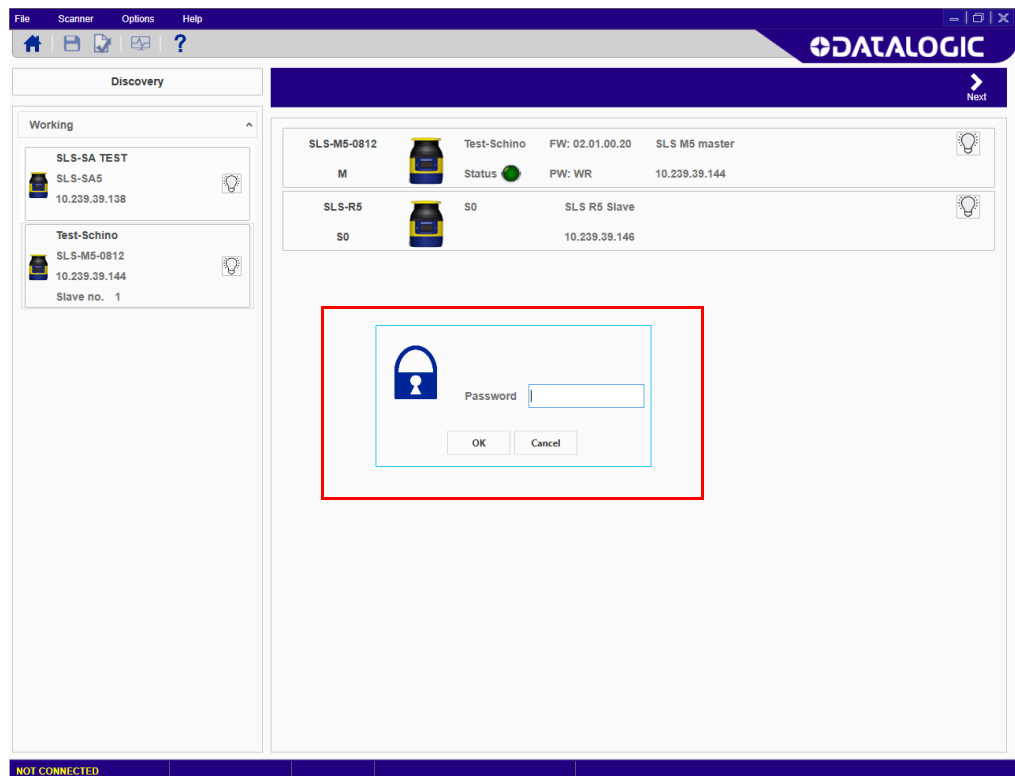 File Scanner Options Help
?
DATALOGIC
Discovery
Next
Working
SLS-SA TEST
SLS-SA5
10.239.39.138
Test-Schino
SLS-M5-0812
10.239.39.144
Slave no. 1
SLS-M5-0812 Test-Schino FW: 02.01.00.20 SLS M5 master
M Status PW: WR 10.239.39.144
SLS-R5 S0 SLS R5 Slave
S0 10.239.39.146
Password
OK Cancel
NOT CONNECTED